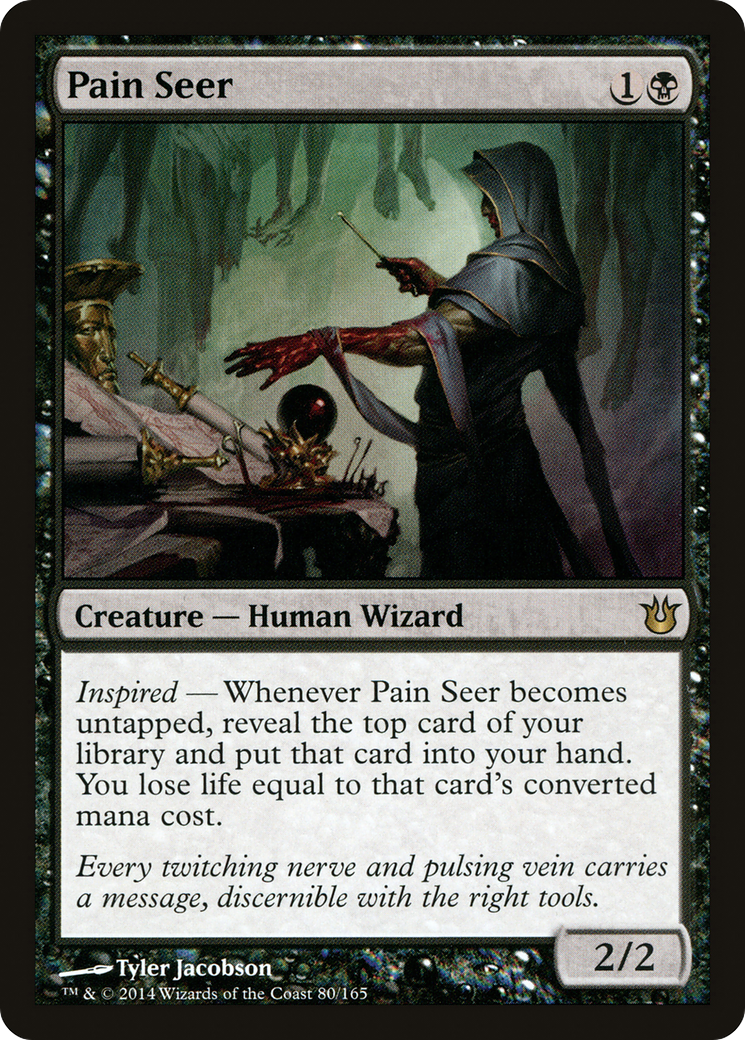 Pain Seer 1
Creature — Human Wizard
Inspired — Whenever Pain Seer becomes
untapped, reveal the top card of your
library and put that card into your hand.
You lose life equal to that card's converted
mana cost.
Every twitching nerve and pulsing vein carries
a message, discernible with the right tools.
2/2
Tyler Jacobson
™ & © 2014 Wizards of the Coast 80/165